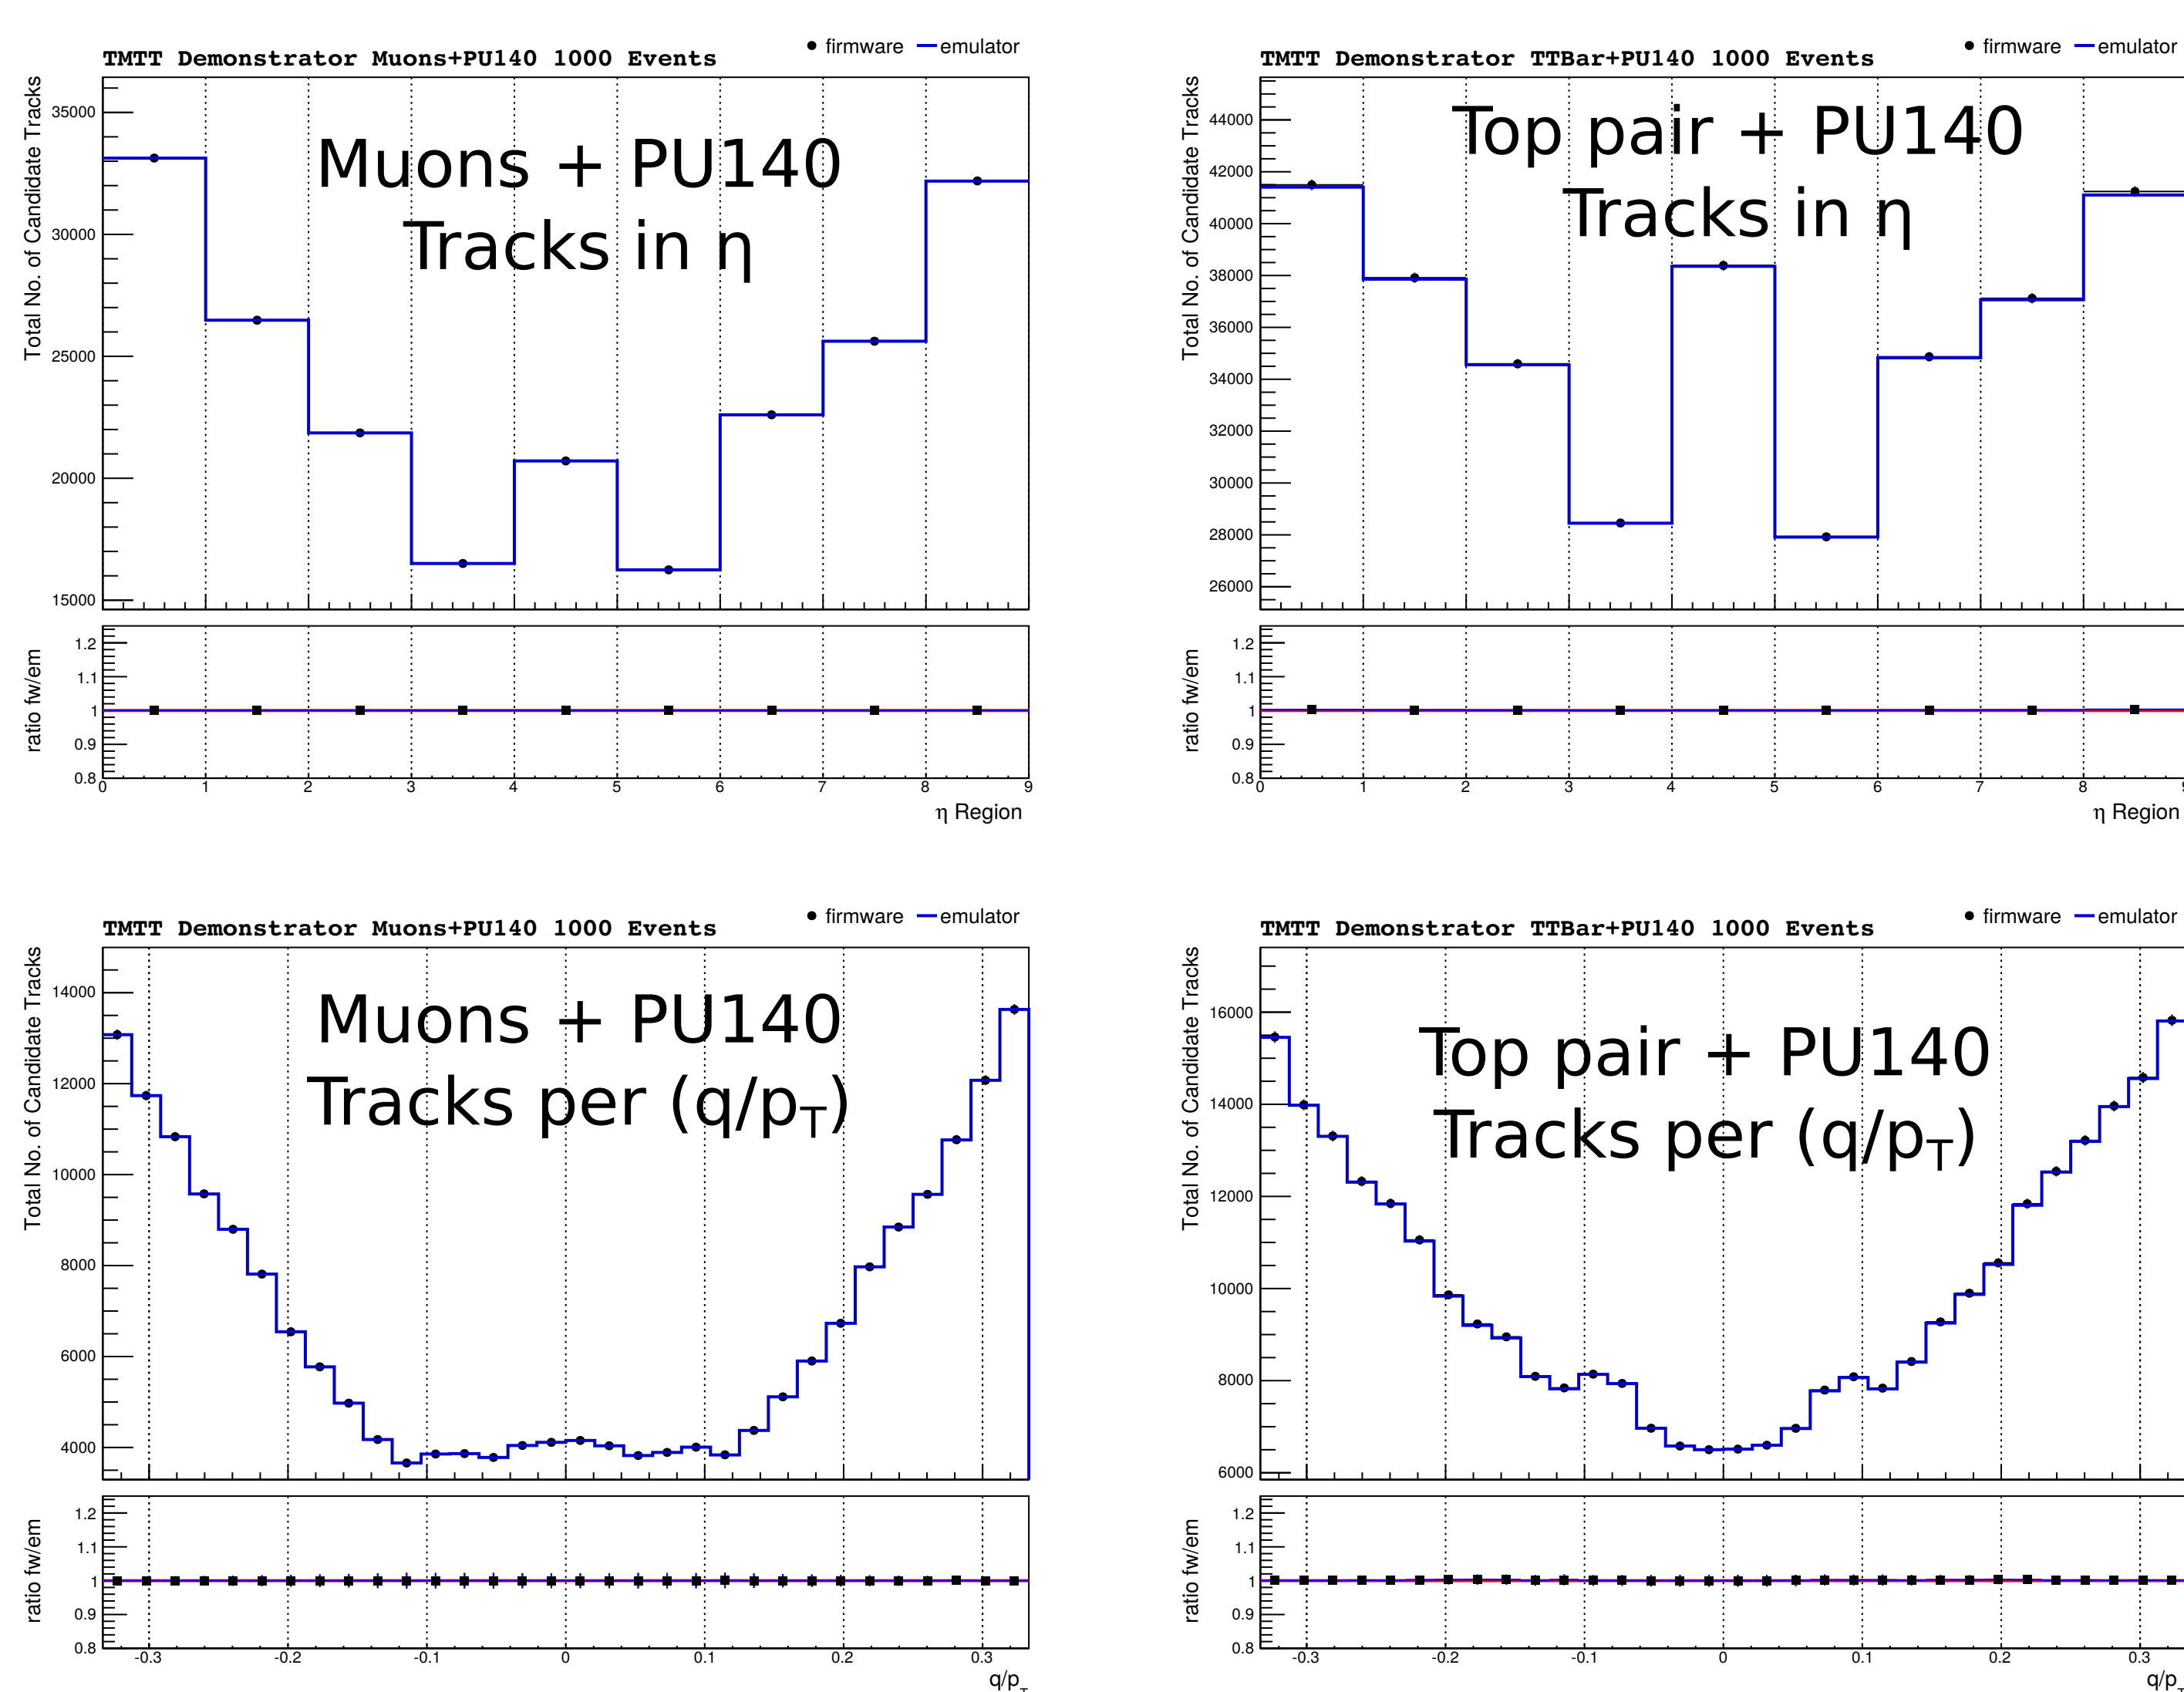 TMTT Demonstrator Muons+PU140 1000 Events
firmware emulator
Total No. of Candidate Tracks
Muons + PU140
Tracks in η
35000
30000
25000
20000
15000
ratio fw/em
1.2
1.1
1
0.9
0.8
0 1 2 3 4 5 6 7 8 9
η Region
TMTT Demonstrator TTBar+PU140 1000 Events
firmware emulator
Total No. of Candidate Tracks
Top pair + PU140
Tracks in η
44000
42000
40000
38000
36000
34000
32000
30000
28000
26000
ratio fw/em
1.2
1.1
1
0.9
0.8
0 1 2 3 4 5 6 7 8
η Region
TMTT Demonstrator Muons+PU140 1000 Events
firmware emulator
Total No. of Candidate Tracks
Muons + PU140
Tracks per (q/pT)
14000
12000
10000
8000
6000
4000
ratio fw/em
1.2
1.1
1
0.9
0.8
-0.3 -0.2 -0.1 0 0.1 0.2 0.3
q/pT
TMTT Demonstrator TTBar+PU140 1000 Events
firmware emulator
Total No. of Candidate Tracks
Top pair + PU140
Tracks per (q/pT)
16000
14000
12000
10000
8000
6000
ratio fw/em
1.2
1.1
1
0.9
0.8
-0.3 -0.2 -0.1 0 0.1 0.2 0.3
q/pT